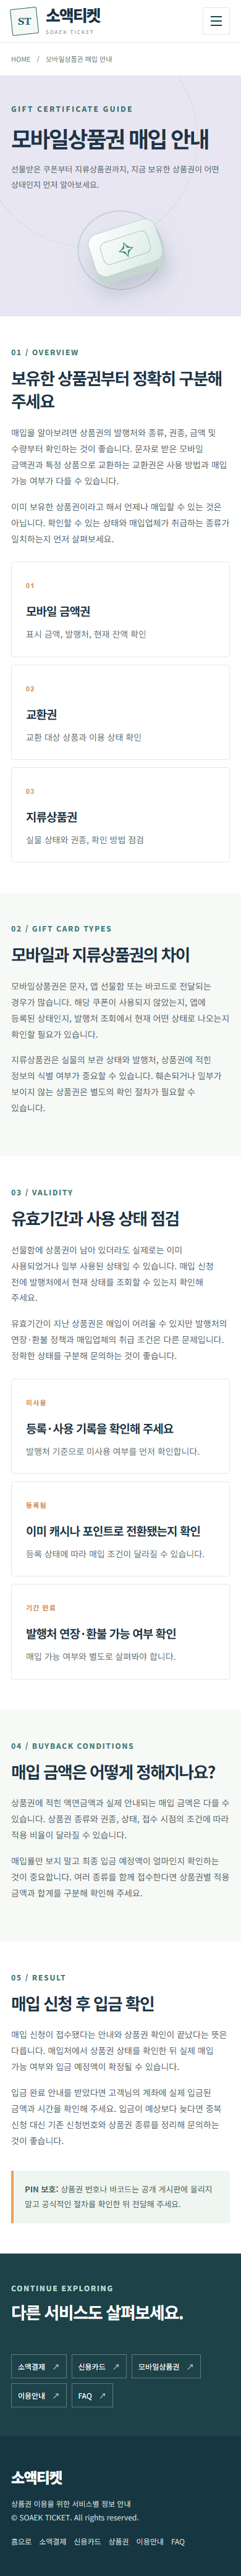 ST
소액티켓
SOAEK TICKET
HOME / 모바일상품권 매입 안내
GIFT CERTIFICATE GUIDE
모바일상품권 매입 안내
선물받은 쿠폰부터 지류상품권까지, 지금 보유한 상품권이 어떤
상태인지 먼저 알아보세요.
01 / OVERVIEW
보유한 상품권부터 정확히 구분해
주세요
매입을 알아보려면 상품권의 발행처와 종류, 권종, 금액 및
수량부터 확인하는 것이 좋습니다. 문자로 받은 모바일
금액권과 특정 상품으로 교환하는 교환권은 사용 방법과 매입
가능 여부가 다를 수 있습니다.
이미 보유한 상품권이라고 해서 언제나 매입할 수 있는 것은
아닙니다. 확인할 수 있는 상태와 매입업체가 취급하는 종류가
일치하는지 먼저 살펴보세요.
01
모바일 금액권
표시 금액, 발행처, 현재 잔액 확인
02
교환권
교환 대상 상품과 이용 상태 확인
03
지류상품권
실물 상태와 권종, 확인 방법 점검
02 / GIFT CARD TYPES
모바일과 지류상품권의 차이
모바일상품권은 문자, 앱 선물함 또는 바코드로 전달되는
경우가 많습니다. 해당 쿠폰이 사용되지 않았는지, 앱에
등록된 상태인지, 발행처 조회에서 현재 어떤 상태로 나오는지
확인할 필요가 있습니다.
지류상품권은 실물의 보관 상태와 발행처, 상품권에 적힌
정보의 식별 여부가 중요할 수 있습니다. 훼손되거나 일부가
보이지 않는 상품권은 별도의 확인 절차가 필요할 수
있습니다.
03 / VALIDITY
유효기간과 사용 상태 점검
선물함에 상품권이 남아 있더라도 실제로는 이미
사용되었거나 일부 사용된 상태일 수 있습니다. 매입 신청
전에 발행처에서 현재 상태를 조회할 수 있는지 확인해
주세요.
유효기간이 지난 상품권은 매입이 어려울 수 있지만 발행처의
연장·환불 정책과 매입업체의 취급 조건은 다른 문제입니다.
정확한 상태를 구분해 문의하는 것이 좋습니다.
미사용
등록·사용 기록을 확인해 주세요
발행처 기준으로 미사용 여부를 먼저 확인합니다.
등록됨
이미 캐시나 포인트로 전환됐는지 확인
등록 상태에 따라 매입 조건이 달라질 수 있습니다.
기간 만료
발행처 연장·환불 가능 여부 확인
매입 가능 여부와 별도로 살펴봐야 합니다.
04 / BUYBACK CONDITIONS
매입 금액은 어떻게 정해지나요?
상품권에 적힌 액면금액과 실제 안내되는 매입 금액은 다를 수
있습니다. 상품권 종류와 권종, 상태, 접수 시점의 조건에 따라
적용 비율이 달라질 수 있습니다.
매입률만 보지 말고 최종 입금 예정액이 얼마인지 확인하는
것이 중요합니다. 여러 종류를 함께 접수한다면 상품권별 적용
금액과 합계를 구분해 확인해 주세요.
05 / RESULT
매입 신청 후 입금 확인
매입 신청이 접수됐다는 안내와 상품권 확인이 끝났다는 뜻은
다릅니다. 매입처에서 상품권 상태를 확인한 뒤 실제 매입
가능 여부와 입금 예정액이 확정될 수 있습니다.
입금 완료 안내를 받았다면 고객님의 계좌에 실제 입금된
금액과 시간을 확인해 주세요. 입금이 예상보다 늦다면 중복
신청 대신 기존 신청번호와 상품권 종류를 정리해 문의하는
것이 좋습니다.
PIN 보호: 상품권 번호나 바코드는 공개 게시판에 올리지
말고 공식적인 절차를 확인한 뒤 전달해 주세요.
CONTINUE EXPLORING
다른 서비스도 살펴보세요.
소액결제 ↗ 신용카드 ↗ 모바일상품권 ↗
이용안내 ↗ FAQ ↗
소액티켓
상품권 이용을 위한 서비스별 정보 안내
© SOAEK TICKET. All rights reserved.
홈으로 소액결제 신용카드 상품권 이용안내 FAQ